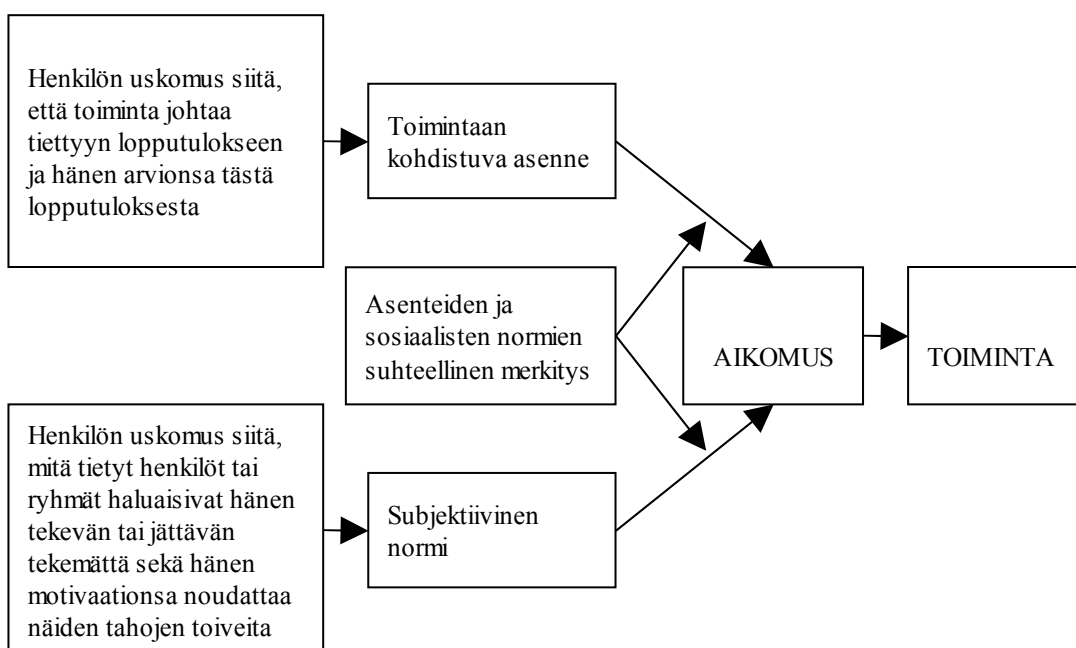 Henkilön uskomus siitä,
että toiminta johtaa
tiettyyn lopputulokseen
ja hänen arvionsa tästä
lopputuloksesta
Toimintaan
kohdistuva asenne
Asenteiden ja
sosiaalisten normien
suhteellinen merkitys
AIKOMUS
TOIMINTA
Henkilön uskomus siitä,
mitä tietyt henkilöt tai
ryhmät haluaisivat hänen
tekevän tai jättävän
tekemättä sekä hänen
motivaationsa noudattaa
näiden tahojen toiveita
Subjektiivinen
normi